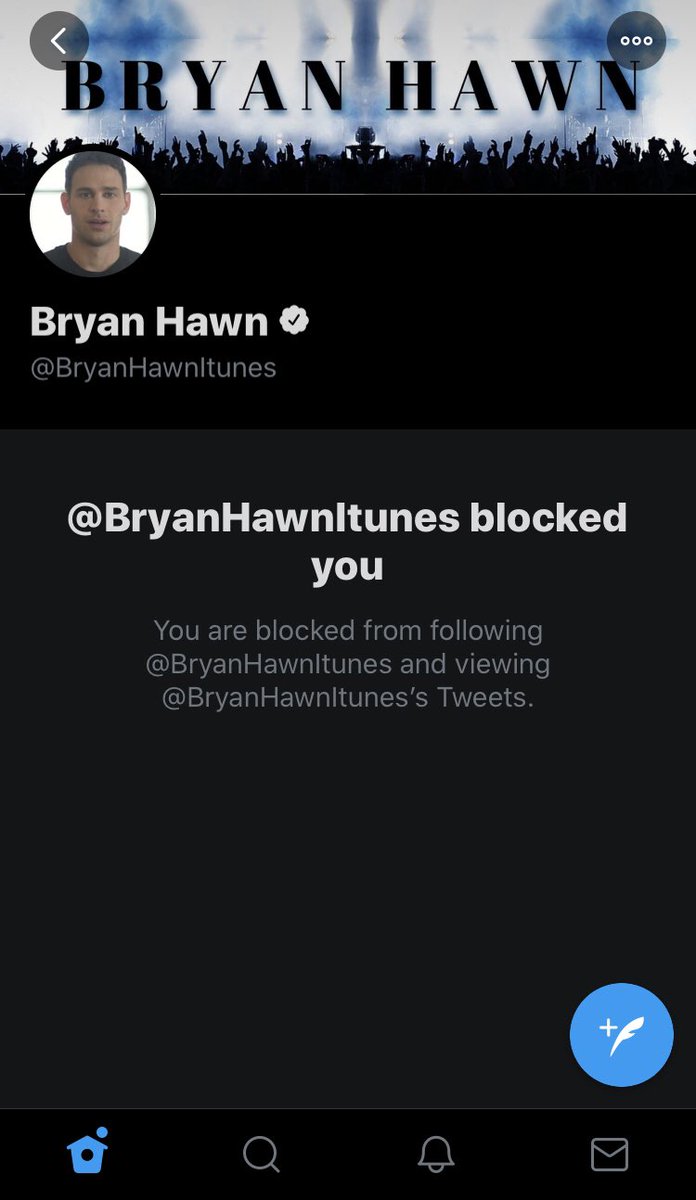 BRYAN HAWN
Bryan Hawn
@BryanHawnItunes
@BryanHawnItunes blocked
you
You are blocked from following
@BryanHawnItunes and viewing
@BryanHawnItunes’s Tweets.